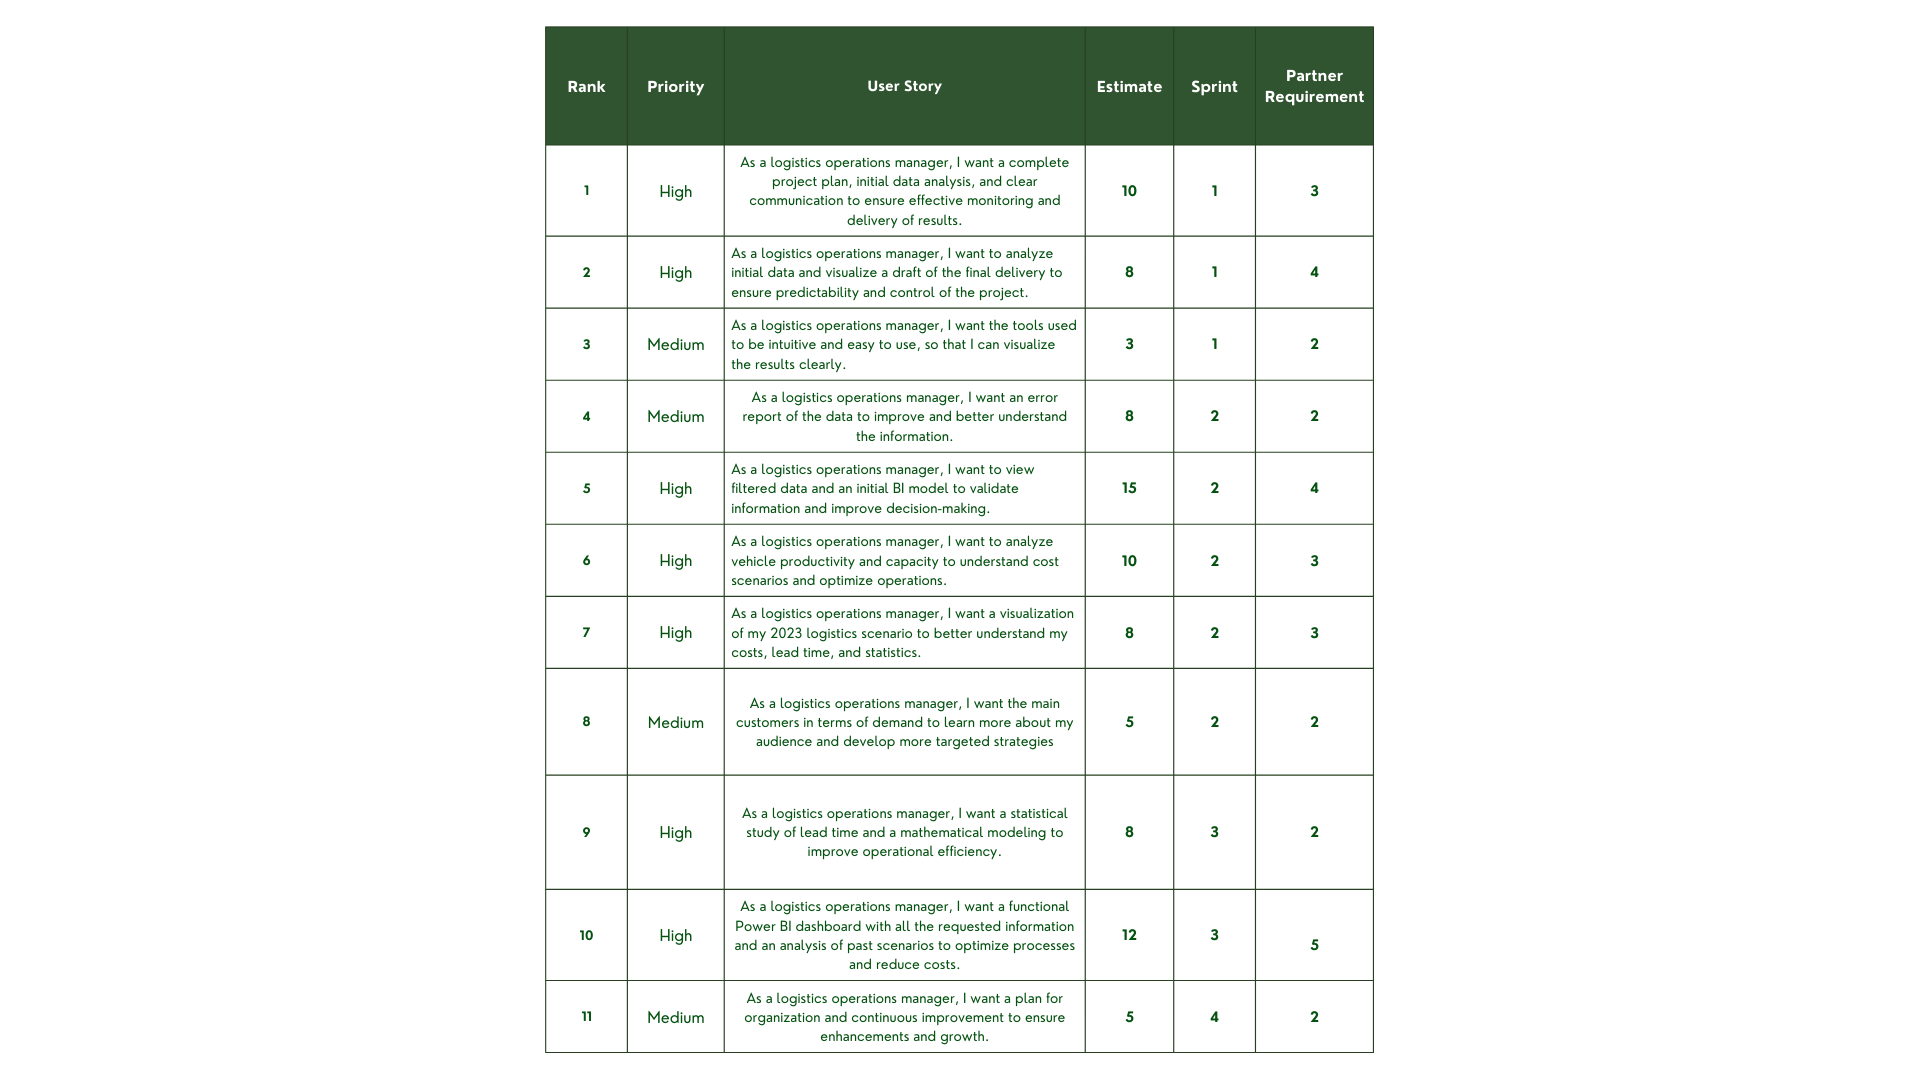 Rank Priority User Story Estimate Sprint Partner Requirement
1 High As a logistics operations manager, I want a complete
project plan, initial data analysis, and clear
communication to ensure effective monitoring and
delivery of results. 10 1 3
2 High As a logistics operations manager, I want to analyze
initial data and visualize a draft of the final delivery to
ensure predictability and control of the project. 8 1 4
3 Medium As a logistics operations manager, I want the tools used
to be intuitive and easy to use, so that I can visualize
the results clearly. 3 1 2
4 Medium As a logistics operations manager, I want an error
report of the data to improve and better understand
the information. 8 2 2
5 High As a logistics operations manager, I want to view
filtered data and an initial BI model to validate
information and improve decision-making. 15 2 4
6 High As a logistics operations manager, I want to analyze
vehicle productivity and capacity to understand cost
scenarios and optimize operations. 10 2 3
7 High As a logistics operations manager, I want a visualization
of my 2023 logistics scenario to better understand my
costs, lead time, and statistics. 8 2 3
8 Medium As a logistics operations manager, I want the main
customers in terms of demand to learn more about my
audience and develop more targeted strategies 5 2 2
9 High As a logistics operations manager, I want a statistical
study of lead time and a mathematical modeling to
improve operational efficiency. 8 3 2
10 High As a logistics operations manager, I want a functional
Power BI dashboard with all the requested information
and an analysis of past scenarios to optimize processes
and reduce costs. 12 3 5
11 Medium As a logistics operations manager, I want a plan for
organization and continuous improvement to ensure
enhancements and growth. 5 4 2